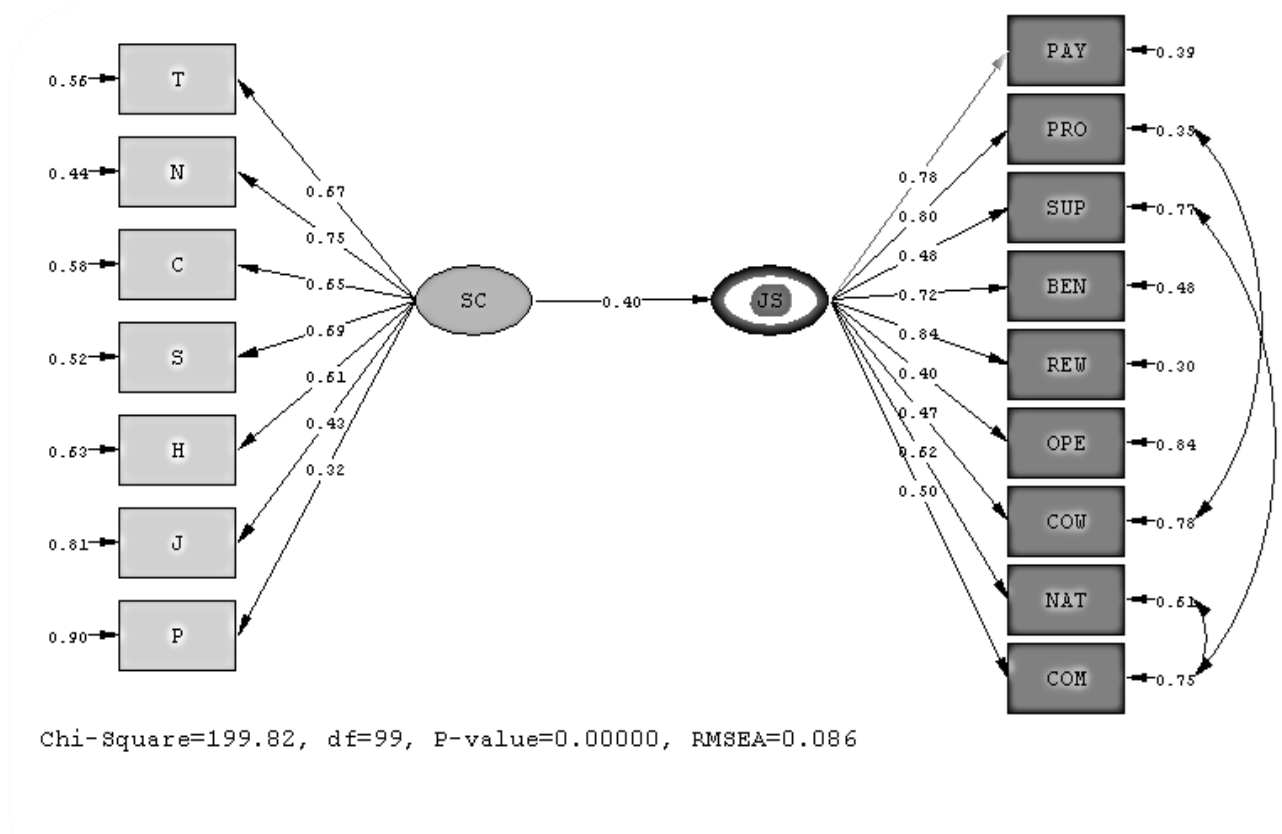 PAY
0.39
T
0.56
PRO
0.35
N
0.44
0.67
0.78
SUP
0.77
0.75
0.80
C
0.58
0.65
0.48
BEN
0.48
SC
0.40
JS
0.72
S
0.52
0.69
0.84
REW
0.30
0.61
0.40
H
0.63
0.43
0.47
OPE
0.84
0.32
0.62
0.50
J
0.81
COW
0.78
P
0.90
NAT
0.61
COM
0.75
Chi-Square=199.82, df=99, P-value=0.00000, RMSEA=0.086